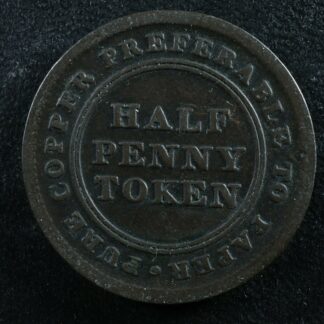 PURE COPPER PREFERABLE TO PAPER
HALF
PENNY
TOKEN